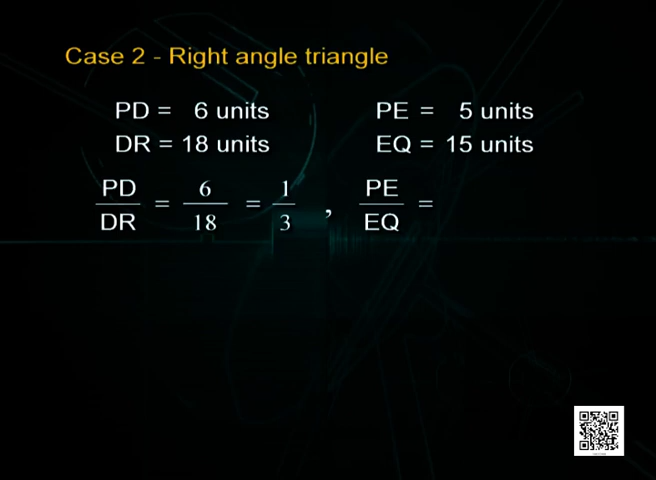 Case 2 - Right angle triangle
PD = 6 units PE = 5 units
DR = 18 units EQ = 15 units
PD/DR = 6/18 = 1/3 , PE/EQ =